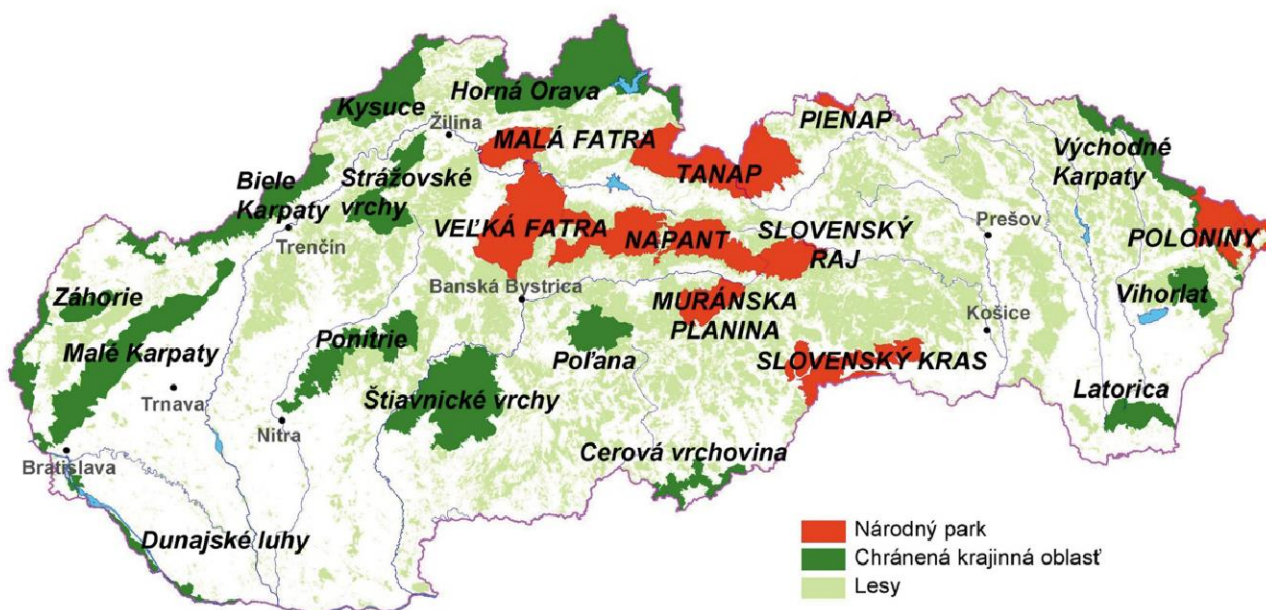 Kysuce
Horná Orava
Žilina
MALÁ FATRA
PIENAP
TANAP
Východné
Karpaty
Strážovské
vrchy
Biele
Karpaty
Trenčín
VEĽKÁ FATRA
NAPANT
SLOVENSKÝ
RAJ
Prešov
POLONINY
Banská Bystrica
MURÁNSKA
PLANINA
Vihorlat
Záhorie
Malé Karpaty
Ponitrie
Poľana
Košice
SLOVENSKÝ KRAS
Trnava
Štiavnické vrchy
Nitra
Latorica
Cerová vrchovina
Bratislava
Dunajské luhy
Národný park
Chránená krajinná oblasť
Lesy